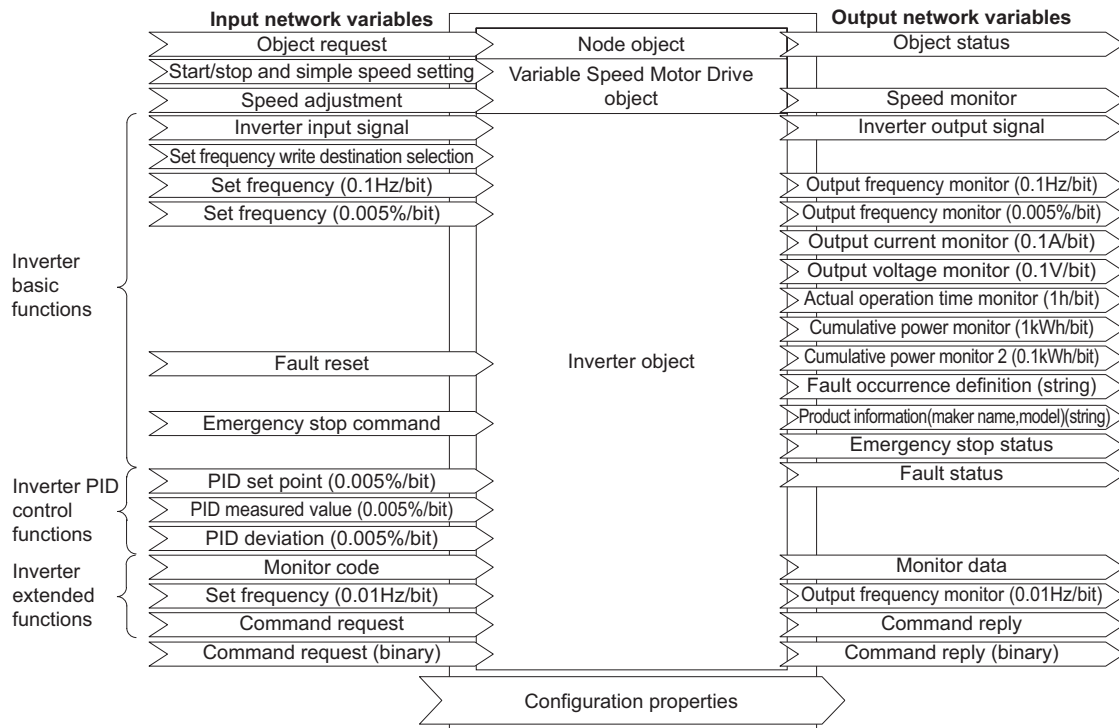 Input network variables
Output network variables
Object request
Node object
Object status
Start/stop and simple speed setting
Variable Speed Motor Drive
object
Speed adjustment
Speed monitor
Inverter input signal
Inverter output signal
Set frequency write destination selection
Set frequency (0.1Hz/bit)
Output frequency monitor (0.1Hz/bit)
Set frequency (0.005%/bit)
Output frequency monitor (0.005%/bit)
Output current monitor (0.1A/bit)
Inverter
basic
functions
Output voltage monitor (0.1V/bit)
Actual operation time monitor (1h/bit)
Cumulative power monitor (1kWh/bit)
Fault reset
Inverter object
Cumulative power monitor 2 (0.1kWh/bit)
Fault occurrence definition (string)
Emergency stop command
Product information(maker name,model)(string)
Emergency stop status
Inverter PID
control
functions
PID set point (0.005%/bit)
Fault status
PID measured value (0.005%/bit)
PID deviation (0.005%/bit)
Inverter
extended
functions
Monitor code
Monitor data
Set frequency (0.01Hz/bit)
Output frequency monitor (0.01Hz/bit)
Command request
Command reply
Command request (binary)
Command reply (binary)
Configuration properties